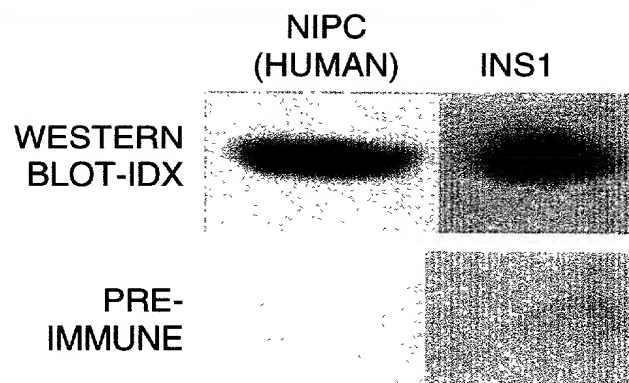 NIPC
(HUMAN)
INS1
WESTERN
BLOT-IDX
PRE-
IMMUNE